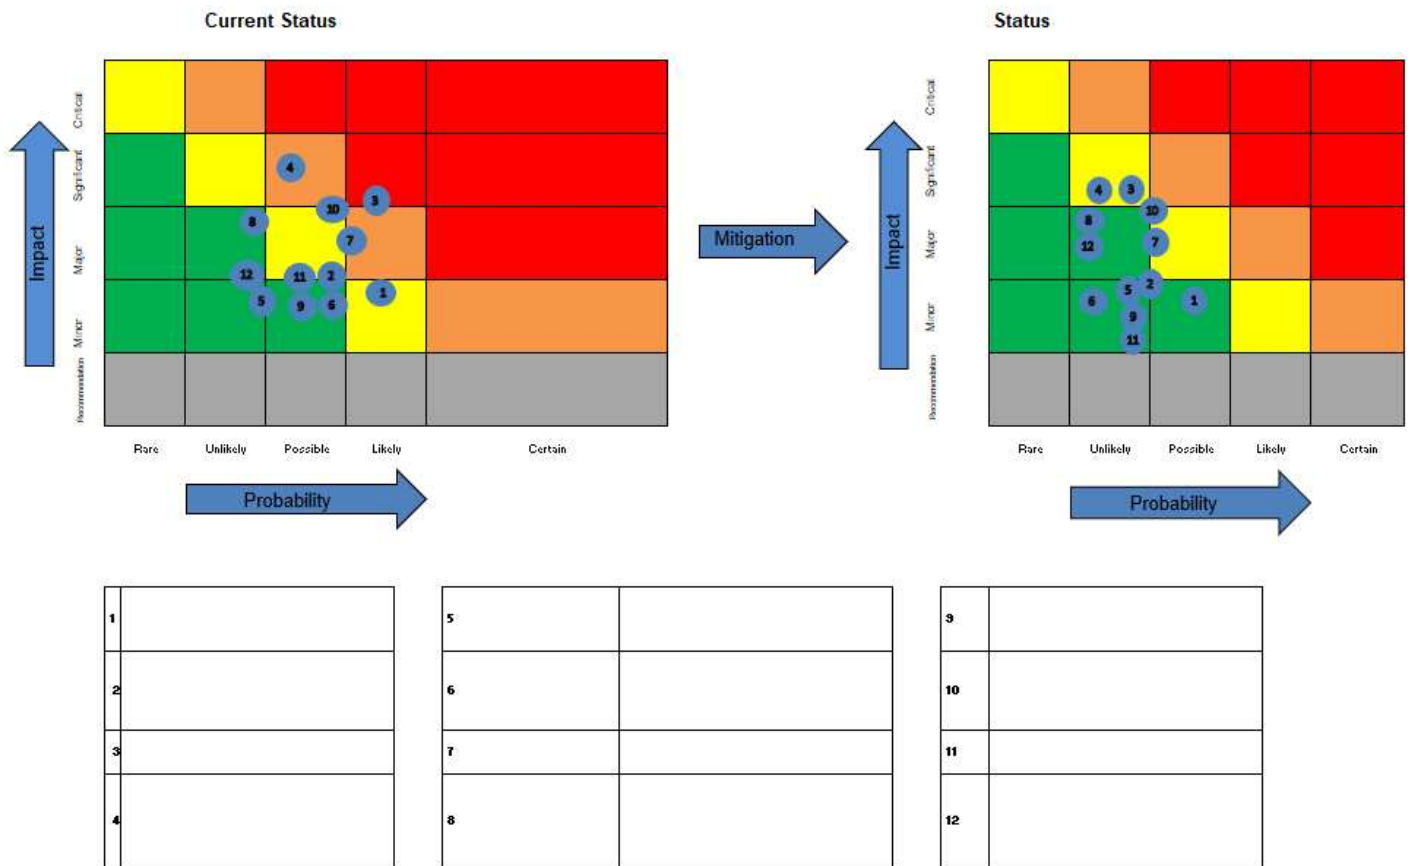 Current Status
Status
Critical
Significant
Major
Minor
Recommendation
Impact
4
3
10
8
7
12
11
2
5
9
6
1
Rare
Unlikely
Possible
Likely
Certain
Probability
Mitigation
Critical
Significant
Major
Minor
Recommendation
Impact
4
3
10
8
7
12
2
5
6
1
9
11
Rare
Unlikely
Possible
Likely
Certain
Probability
1
2
3
4
5
6
7
8
9
10
11
12